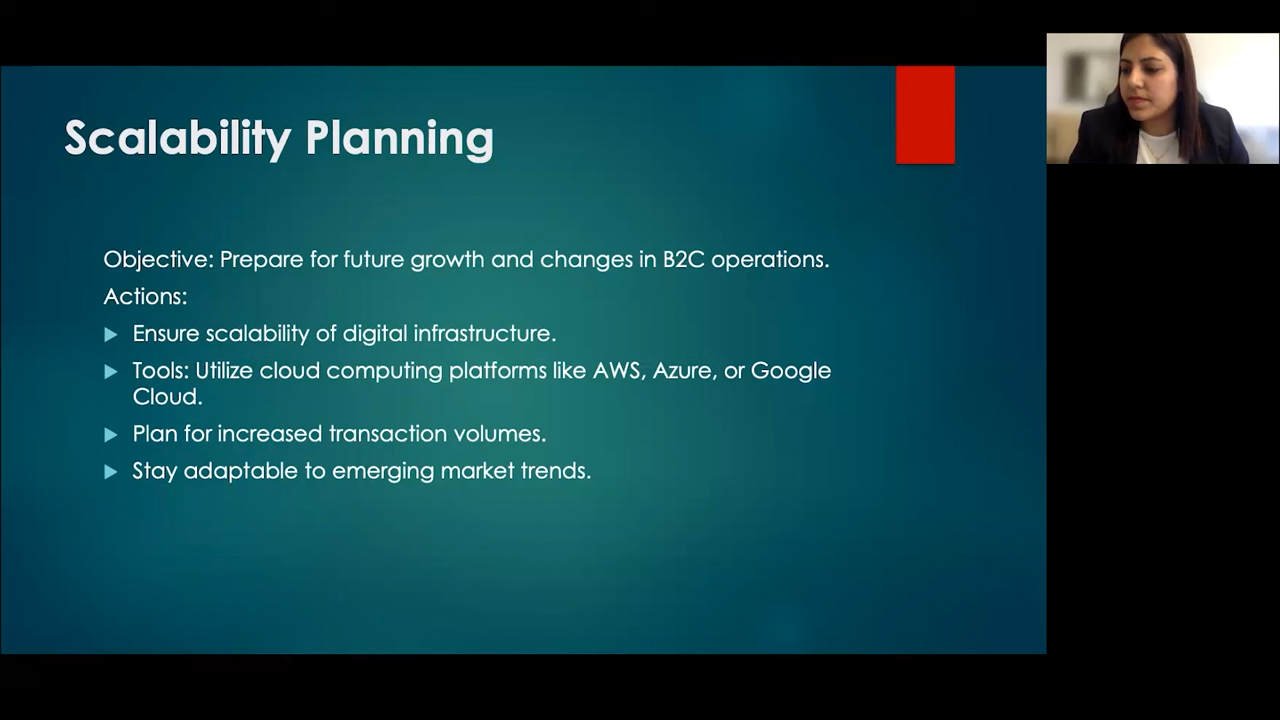 Scalability Planning
Objective: Prepare for future growth and changes in B2C operations.
Actions:
Ensure scalability of digital infrastructure.
Tools: Utilize cloud computing platforms like AWS, Azure, or Google
Cloud.
Plan for increased transaction volumes.
Stay adaptable to emerging market trends.